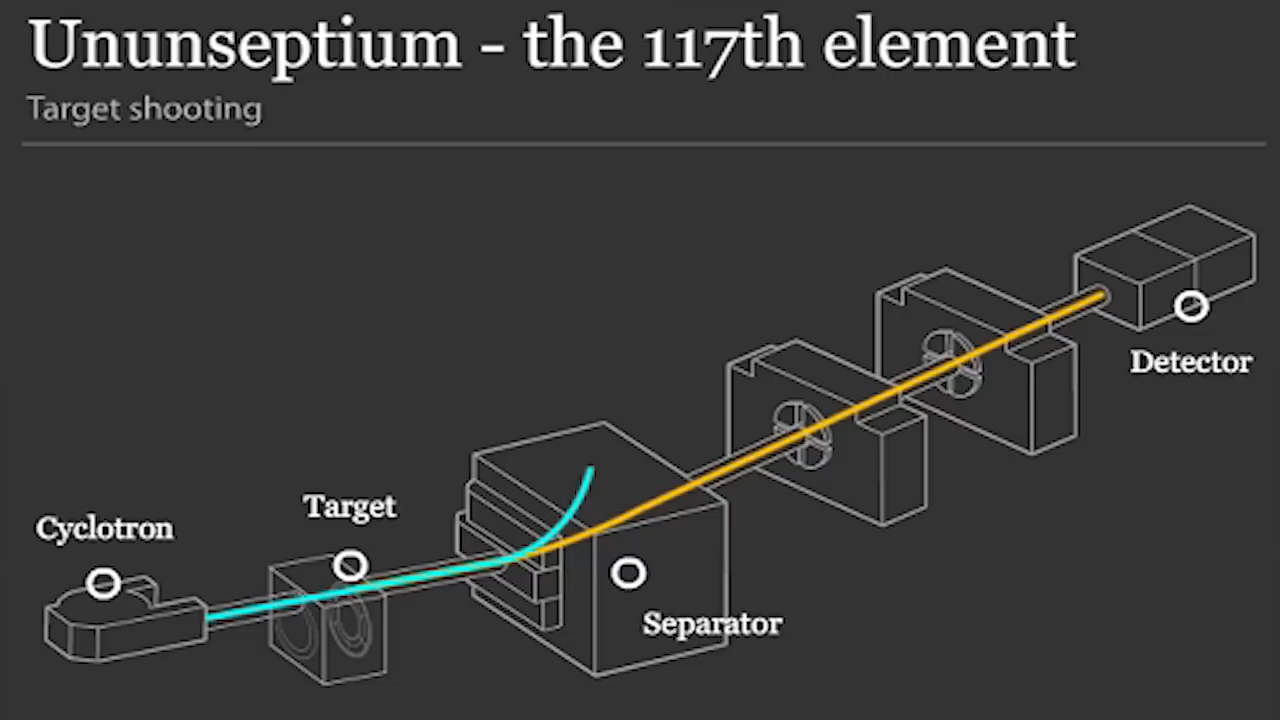 Ununseptium - the 117th element
Target shooting
Detector
Target
Cyclotron
Separator